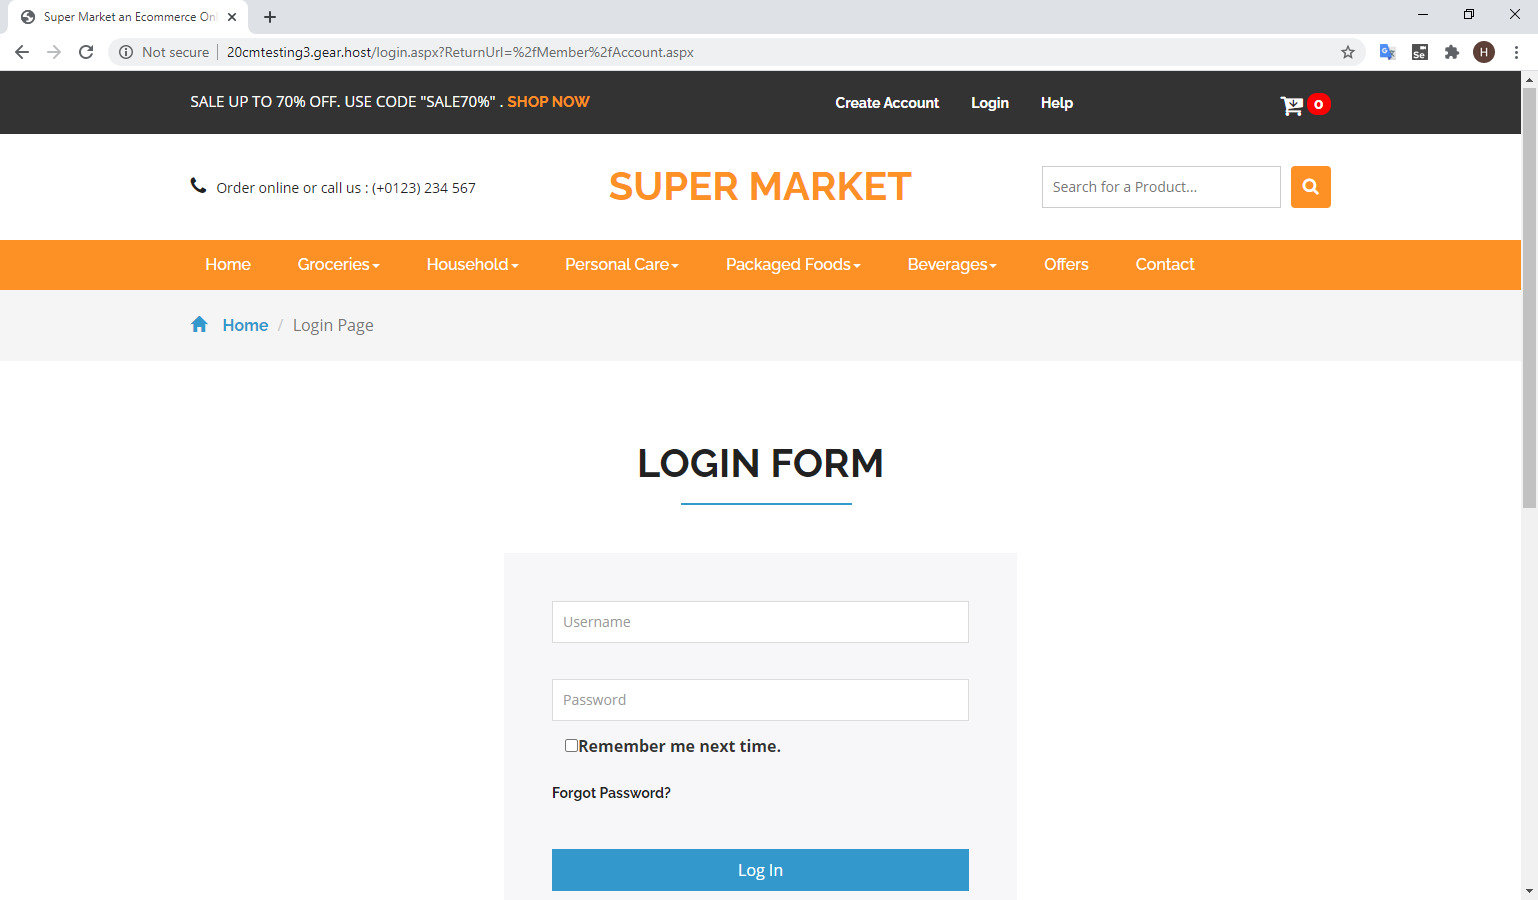 Super Market an Ecommerce Onl
Not secure
20cmtesting3.gear.host/login.aspx?ReturnUrl=%2fMember%2fAccount.aspx
Se
H
SALE UP TO 70% OFF. USE CODE "SALE70%" . SHOP NOW
Create Account
Login
Help
0
Order online or call us : (+0123) 234 567
SUPER MARKET
Search for a Product...
Home
Groceries
Household
Personal Care
Packaged Foods
Beverages
Offers
Contact
Home / Login Page
LOGIN FORM
Username
Password
Remember me next time.
Forgot Password?
Log In